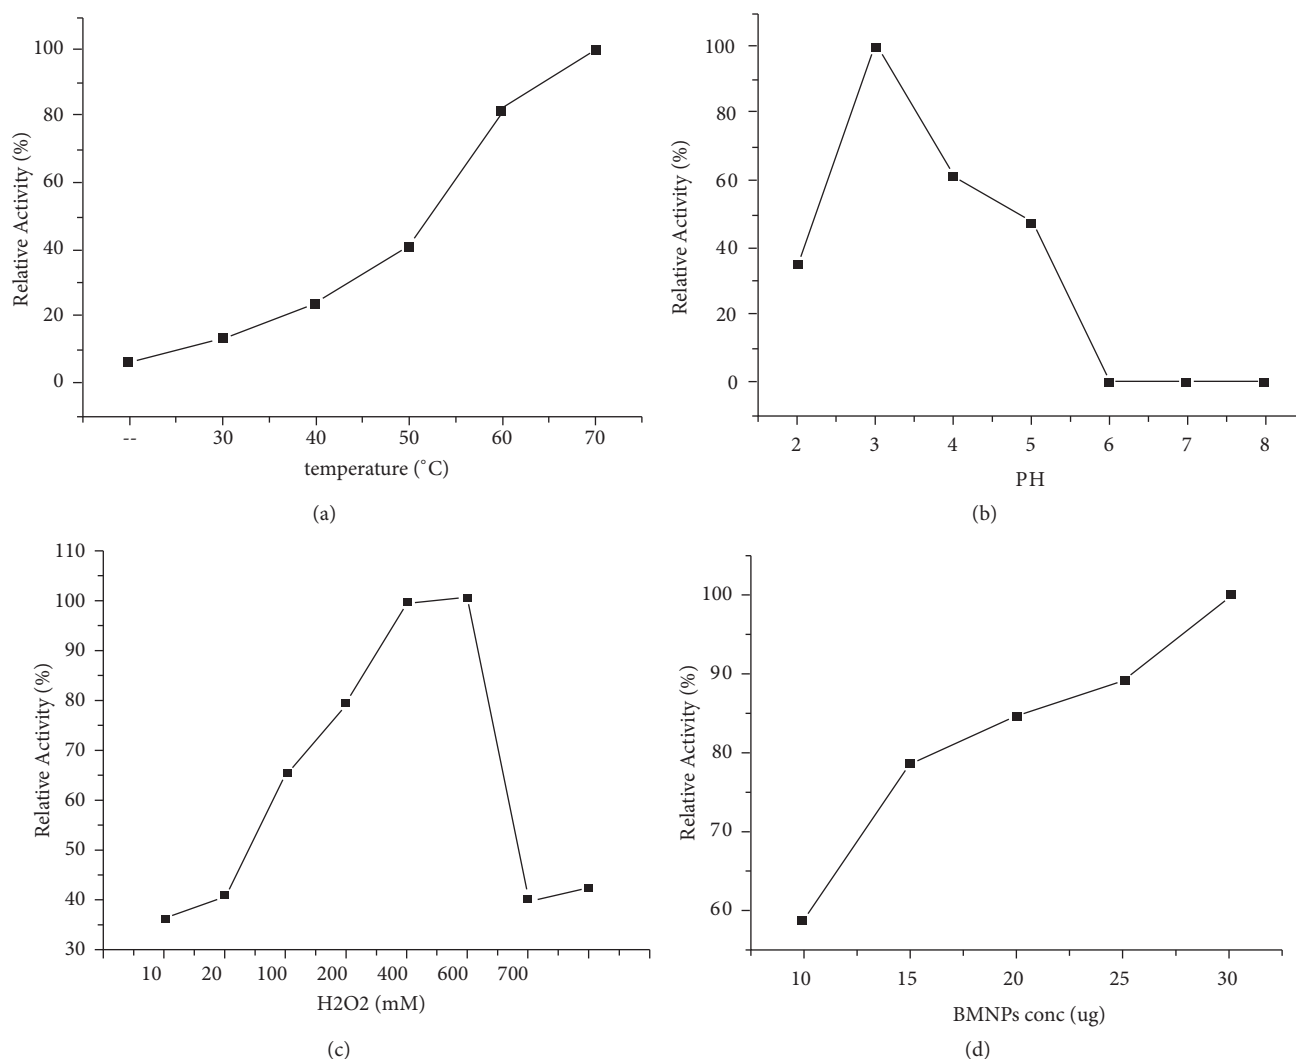 100
80
60
40
20
0
Relative Activity (%)
-- 30 40 50 60 70
temperature (˚C)
(a)
100
80
60
40
20
0
Relative Activity (%)
2 3 4 5 6 7 8
PH
(b)
110
100
90
80
70
60
50
40
30
Relative Activity (%)
10 20 100 200 400 600 700
H2O2 (mM)
(c)
100
90
80
70
60
Relative Activity (%)
10 15 20 25 30
BMNPs conc (ug)
(d)